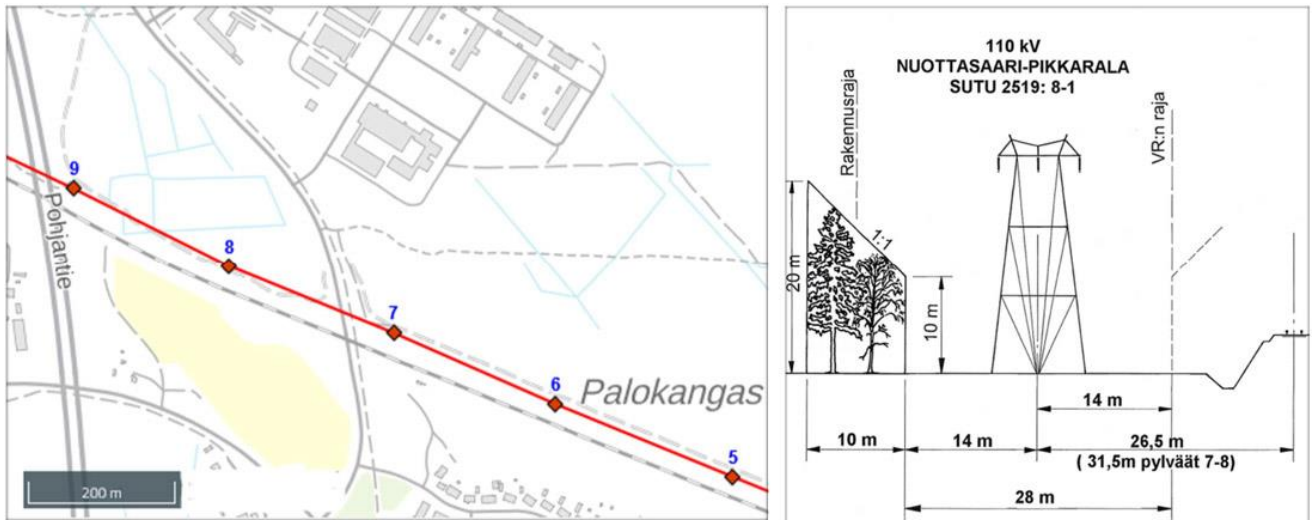 9
Pohjantie
8
7
6
Palokangas
5
200 m
110 kV
NUOTTASAARI-PIKKARALA
SUTU 2519: 8-1
Rakennusraja
VR:n raja
1:1
20 m
10 m
14 m
10 m
14 m
26,5 m
( 31,5m pylväät 7-8)
28 m